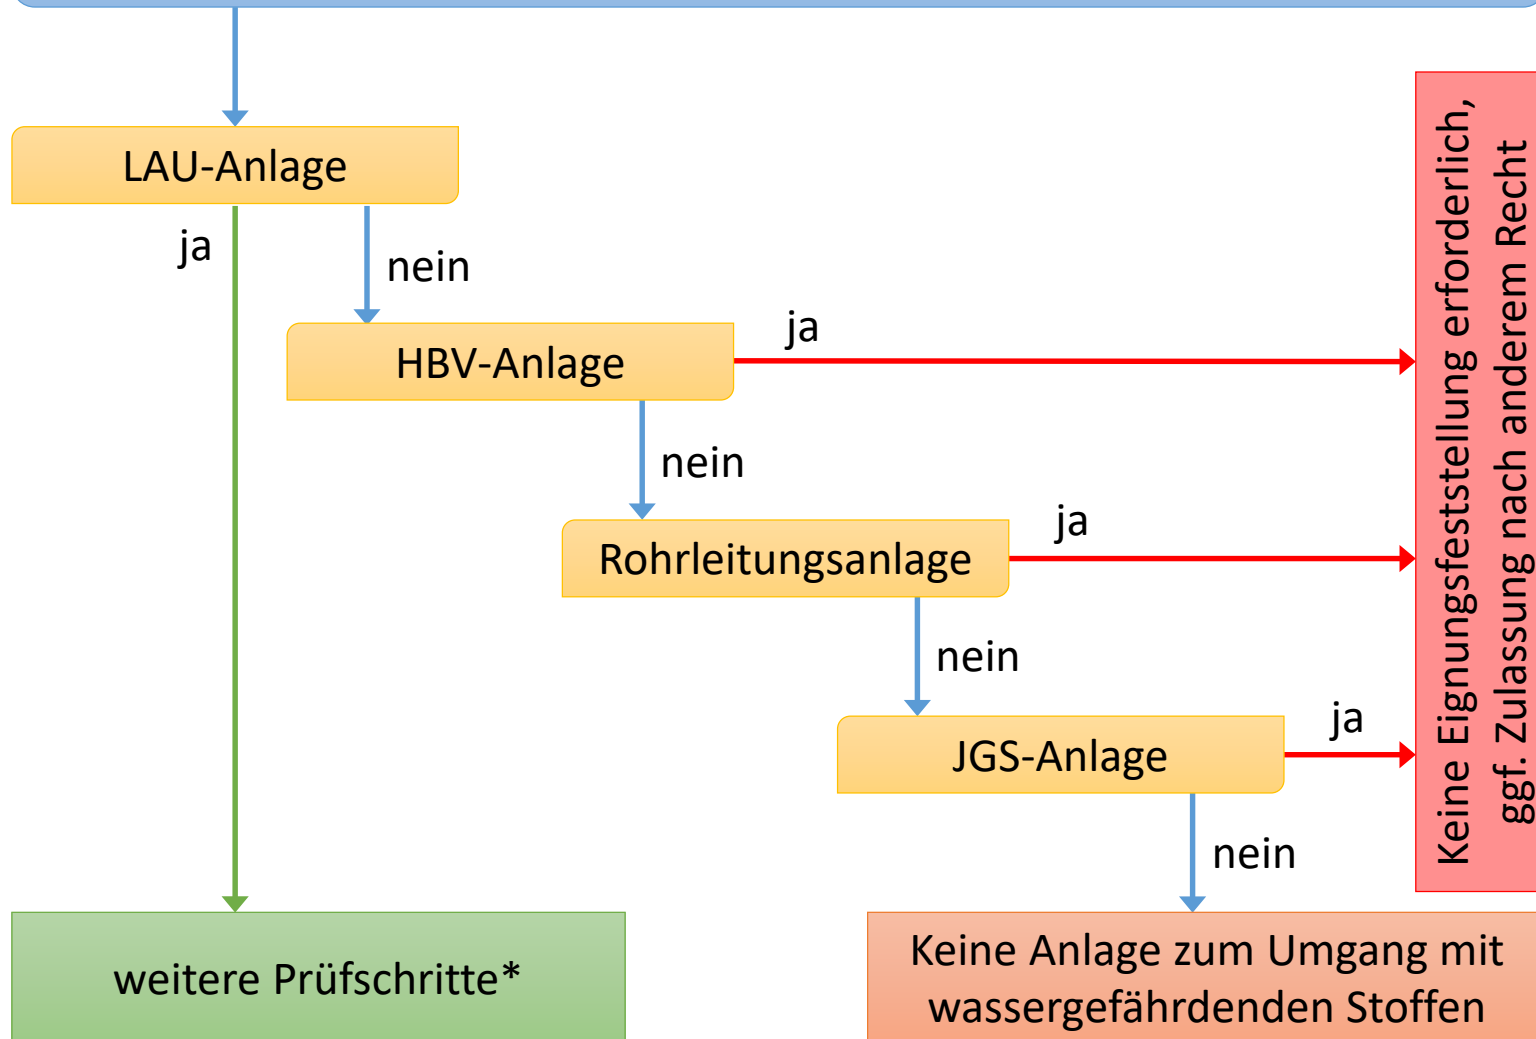 LAU-Anlage
ja
nein
HBV-Anlage
ja
nein
Rohrleitungsanlage
ja
nein
JGS-Anlage
ja
nein
Keine Eignungsfeststellung erforderlich,
ggf. Zulassung nach anderem Recht
weitere Prüfschritte*
Keine Anlage zum Umgang mit
wassergefährdenden Stoffen